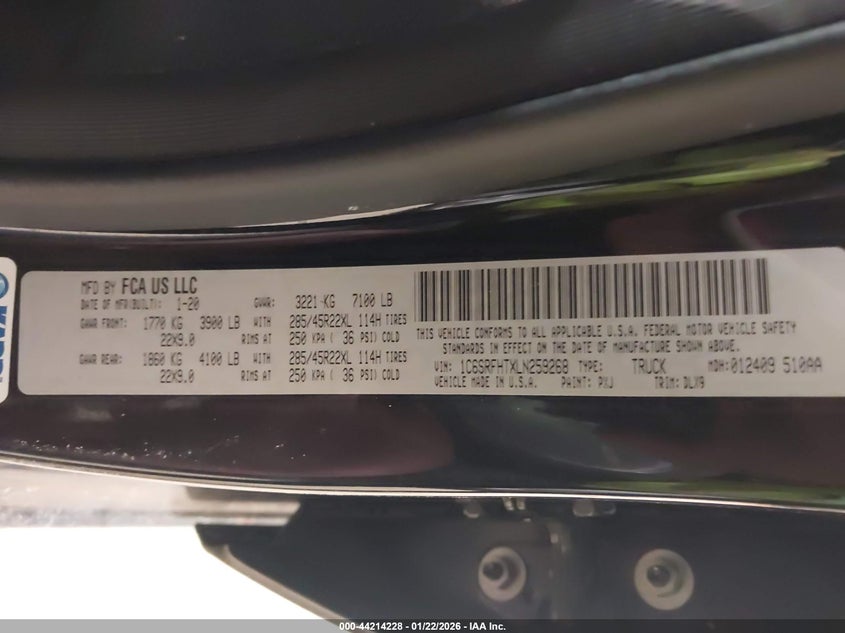 MFD BY FCA US LLC
DATE OF MFD(BUILT): 1-20 GVWR: 3221 KG 7100 LB
GAWR FRONT: 1770 KG 3900 LB WITH 285/45R22XL 114H TIRES
22X9.0 RIMS AT 250 KPA ( 36 PSI) COLD
GAWR REAR: 1860 KG 4100 LB WITH 285/45R22XL 114H TIRES
22X9.0 RIMS AT 250 KPA ( 36 PSI) COLD
THIS VEHICLE CONFORMS TO ALL APPLICABLE U.S.A. FEDERAL MOTOR VEHICLE SAFETY
STANDARDS IN EFFECT ON THE DATE OF MANUFACTURE SHOWN ABOVE.
VIN: 1C6SRFHTXLN259268 TYPE: TRUCK MDH: 012409 510AA
VEHICLE MADE IN U.S.A. PAINT: PXJ TRIM: DLX9
000-44214228 - 01/22/2026 - IAA Inc.